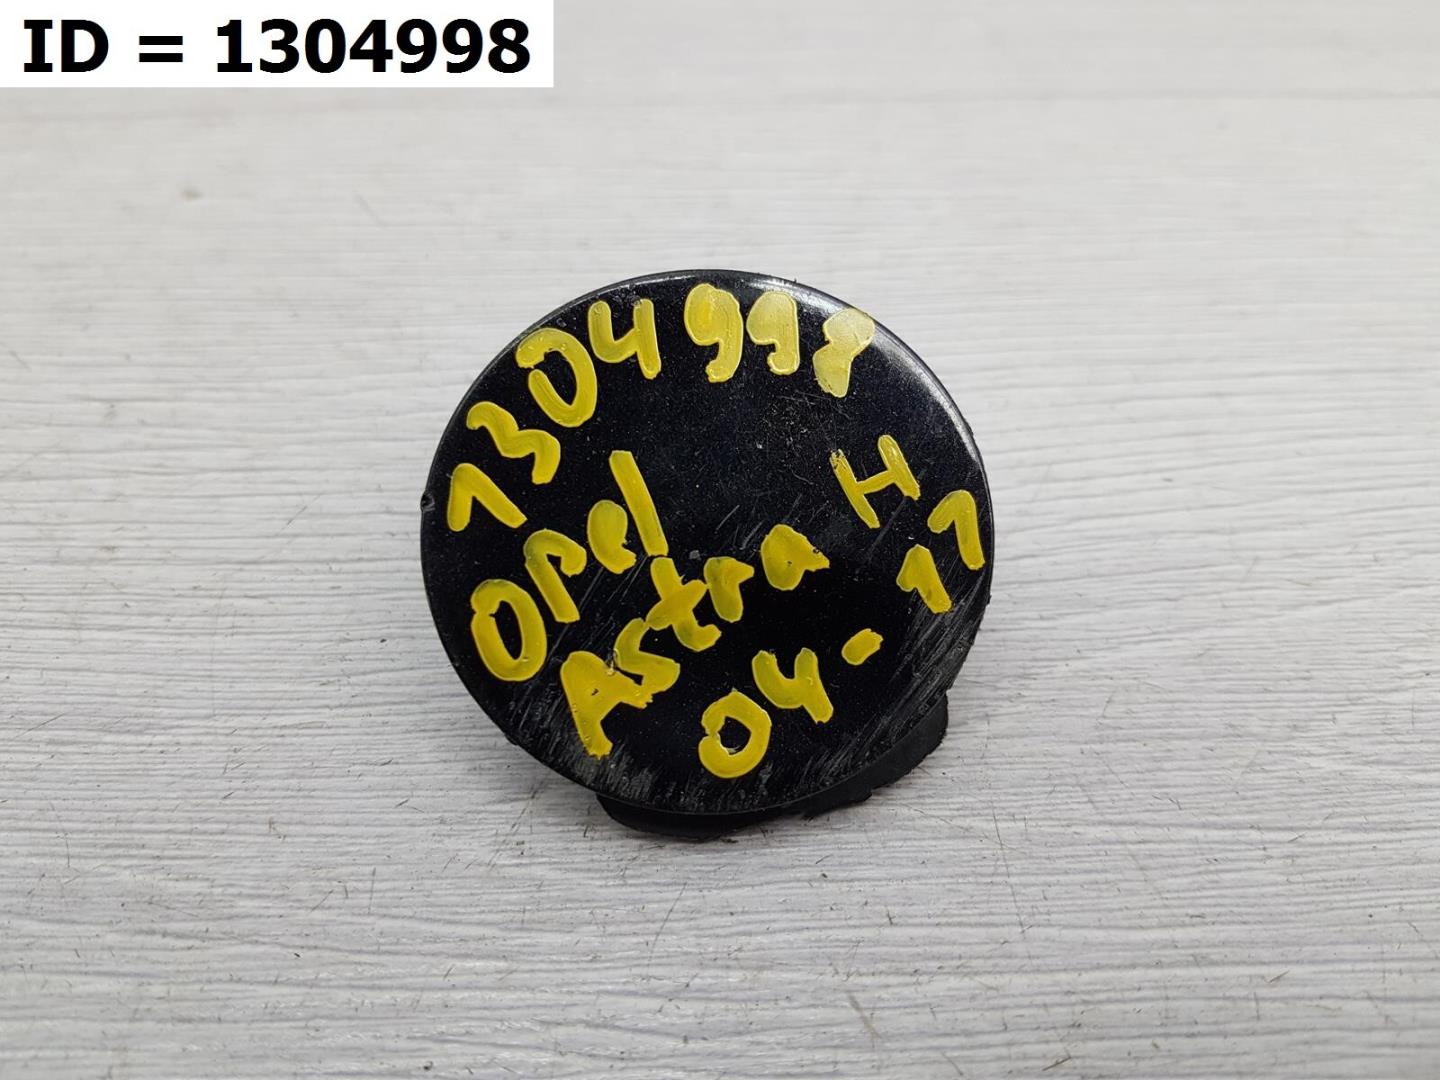 ID = 1304998
1304998
Opel
Astra H
04-11